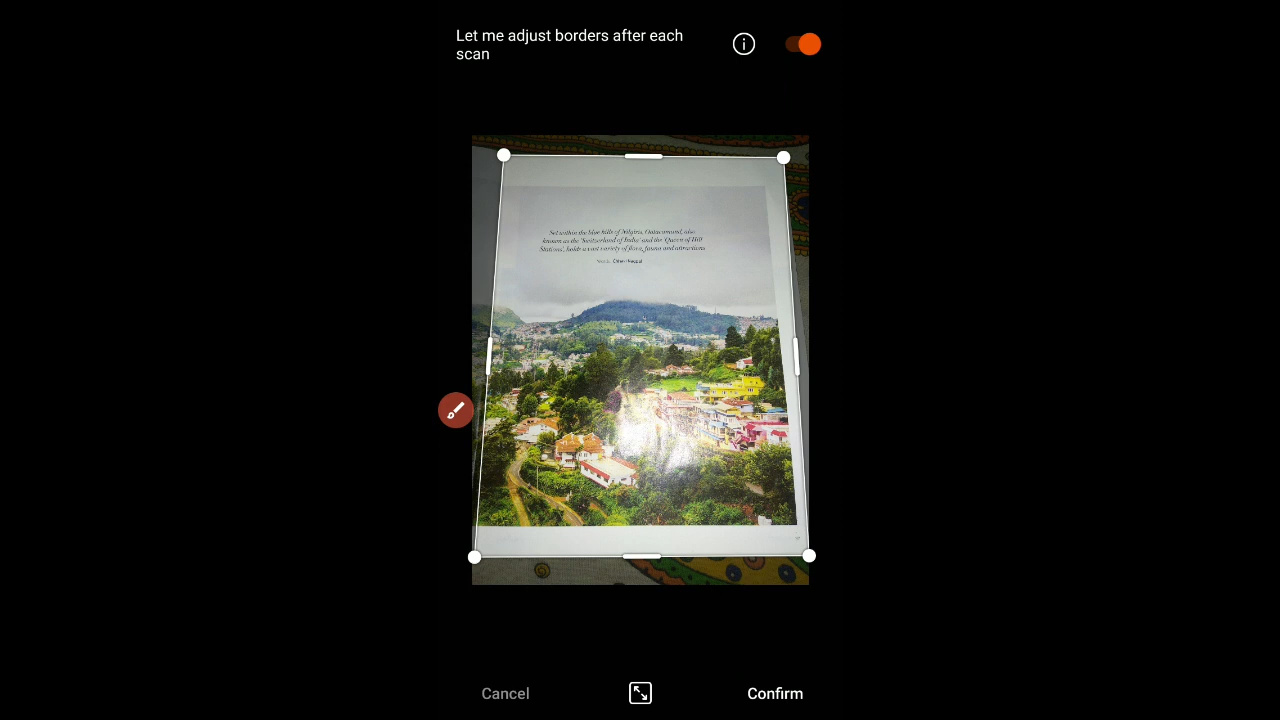 Let me adjust borders after each
scan
Set within the blue hills of Nilgiris, Ootacamund, also
known as the 'Switzerland of India' and the 'Queen of Hill
Stations', holds a vast variety of flora, fauna and attractions
Cancel
Confirm